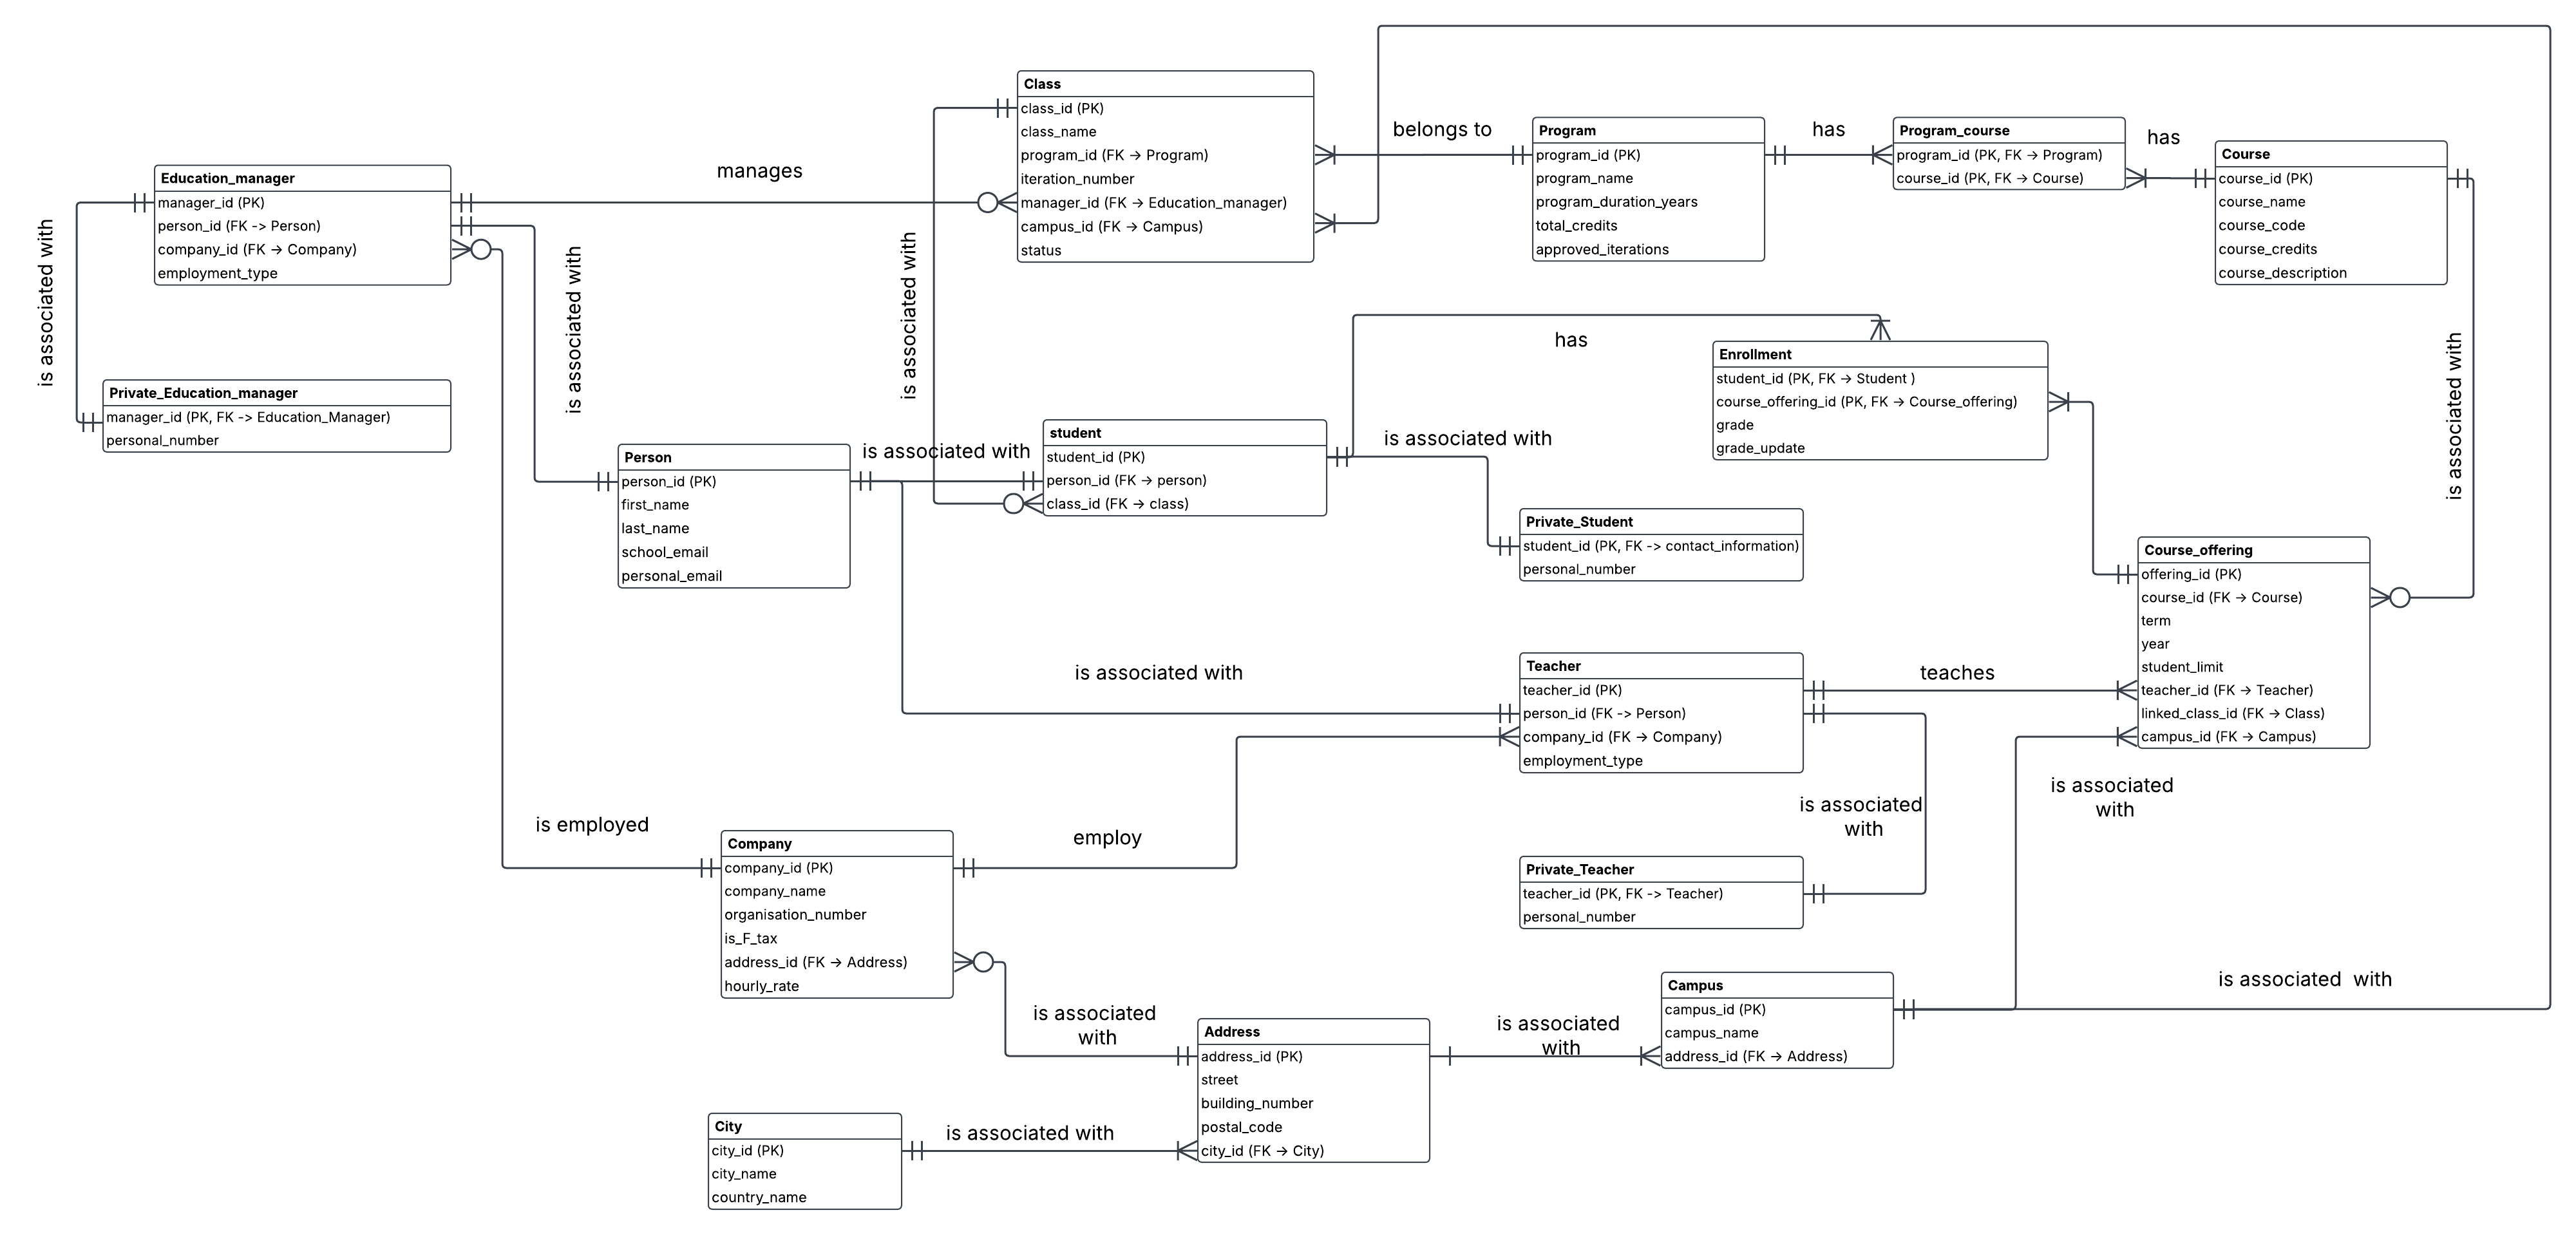 Class
class_id (PK)
class_name
program_id (FK → Program)
iteration_number
manager_id (FK → Education_manager)
campus_id (FK → Campus)
status
belongs to
Program
program_id (PK)
program_name
program_duration_years
total_credits
approved_iterations
has
Program_course
program_id (PK, FK → Program)
course_id (PK, FK → Course)
has
Course
course_id (PK)
course_name
course_code
course_credits
course_description
manages
Education_manager
manager_id (PK)
person_id (FK -> Person)
company_id (FK → Company)
employment_type
is associated with
is associated with
is associated with
Private_Education_manager
manager_id (PK, FK -> Education_Manager)
personal_number
has
Enrollment
student_id (PK, FK → Student )
course_offering_id (PK, FK → Course_offering)
grade
grade_update
is associated with
Person
person_id (PK)
first_name
last_name
school_email
personal_email
is associated with
student
student_id (PK)
person_id (FK → person)
class_id (FK → class)
is associated with
Private_Student
student_id (PK, FK -> contact_information)
personal_number
Course_offering
offering_id (PK)
course_id (FK → Course)
term
year
student_limit
teacher_id (FK → Teacher)
linked_class_id (FK → Class)
campus_id (FK → Campus)
is associated with
Teacher
teacher_id (PK)
person_id (FK -> Person)
company_id (FK → Company)
employment_type
teaches
is associated
with
is associated
with
is employed
Company
company_id (PK)
company_name
organisation_number
is_F_tax
address_id (FK → Address)
hourly_rate
employ
Private_Teacher
teacher_id (PK, FK -> Teacher)
personal_number
Campus
campus_id (PK)
campus_name
address_id (FK → Address)
is associated  with
is associated
with
Address
address_id (PK)
street
building_number
postal_code
city_id (FK → City)
is associated
with
City
city_id (PK)
city_name
country_name
is associated with